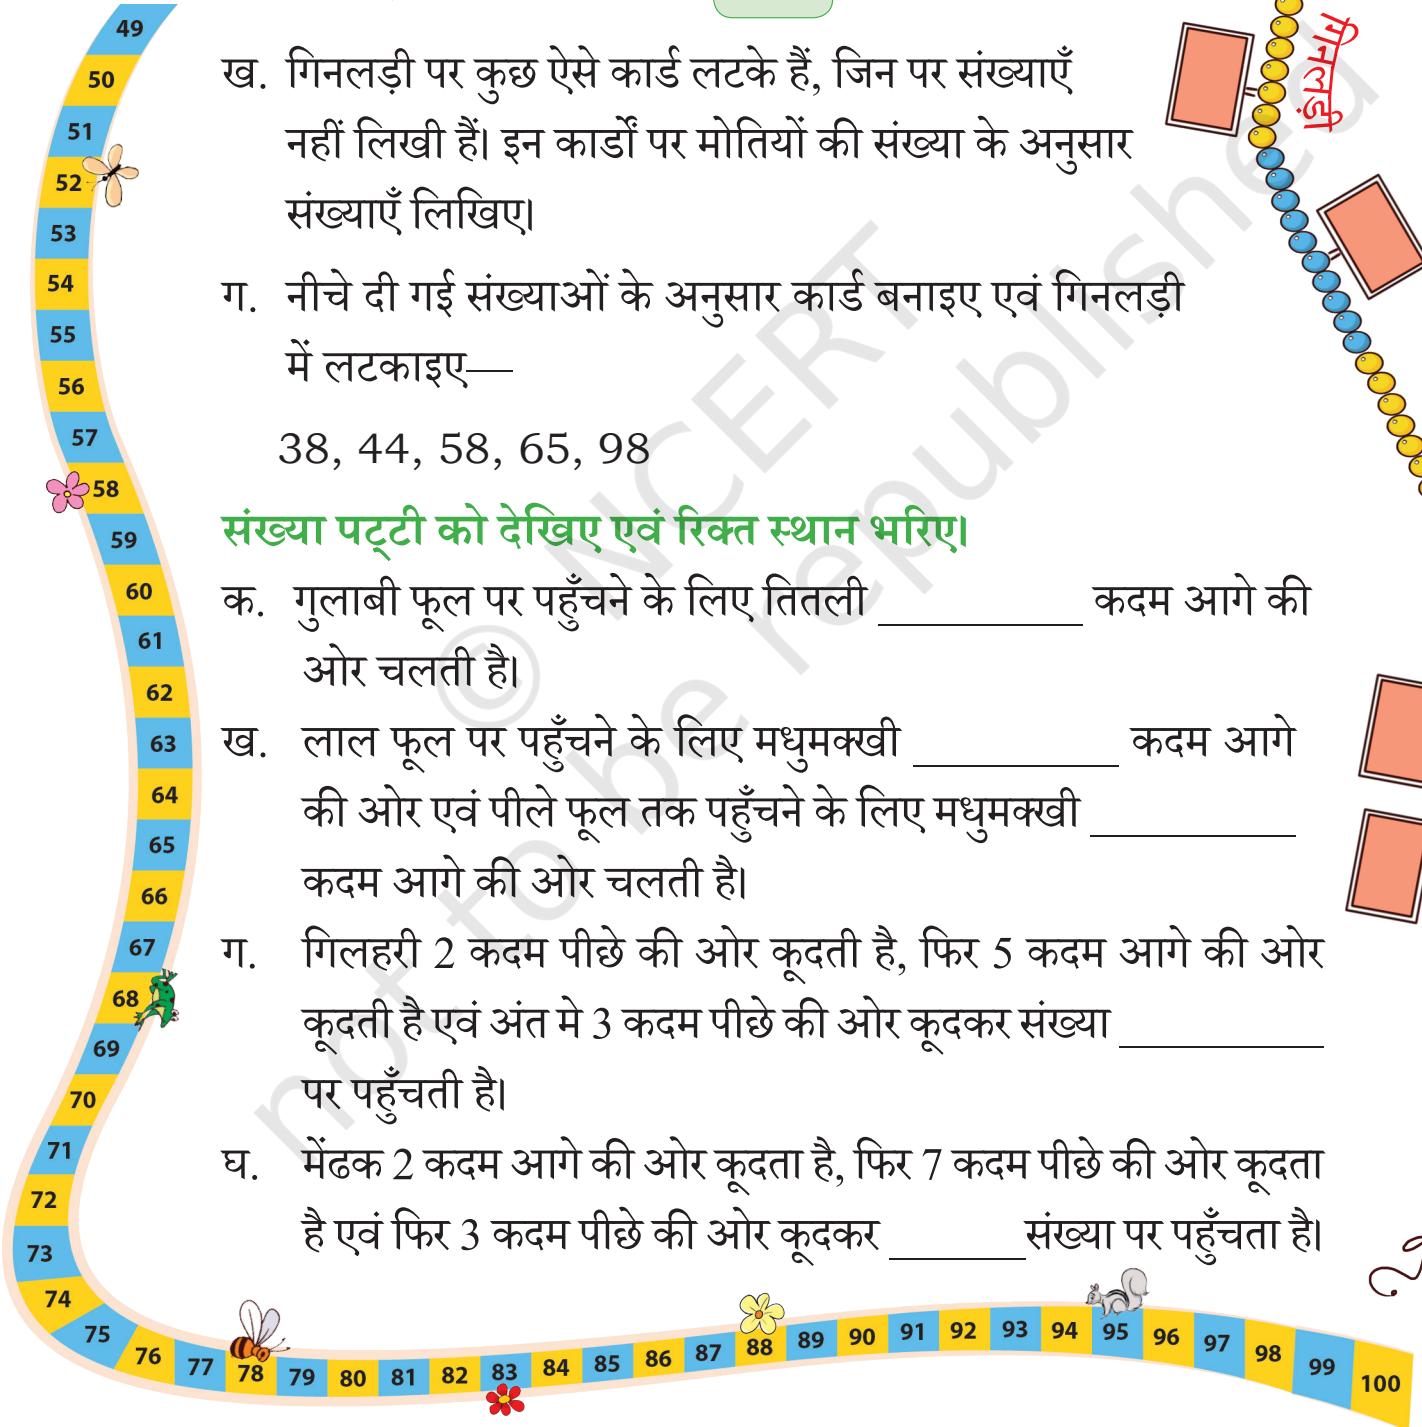 ख. गिनलड़ी पर कुछ ऐसे कार्ड लटके हैं, जिन पर संख्याएँ
नहीं लिखी हैं। इन कार्डों पर मोतियों की संख्या के अनुसार
संख्याएँ लिखिए।
ग. नीचे दी गई संख्याओं के अनुसार कार्ड बनाइए एवं गिनलड़ी
में लटकाइए—
38, 44, 58, 65, 98
संख्या पट्टी को देखिए एवं रिक्त स्थान भरिए।
क. गुलाबी फूल पर पहुँचने के लिए तितली __________ कदम आगे की
ओर चलती है।
ख. लाल फूल पर पहुँचने के लिए मधुमक्खी __________ कदम आगे
की ओर एवं पीले फूल तक पहुँचने के लिए मधुमक्खी __________
कदम आगे की ओर चलती है।
ग. गिलहरी 2 कदम पीछे की ओर कूदती है, फिर 5 कदम आगे की ओर
कूदती है एवं अंत मे 3 कदम पीछे की ओर कूदकर संख्या __________
पर पहुँचती है।
घ. मेंढक 2 कदम आगे की ओर कूदता है, फिर 7 कदम पीछे की ओर कूदता
है एवं फिर 3 कदम पीछे की ओर कूदकर _______संख्या पर पहुँचता है।
गिनलड़ी
49
50
51
52
53
54
55
56
57
58
59
60
61
62
63
64
65
66
67
68
69
70
71
72
73
74
75
76
77
78
79
80
81
82
83
84
85
86
87
88
89
90
91
92
93
94
95
96
97
98
99
100
© NCERT
not to be republished